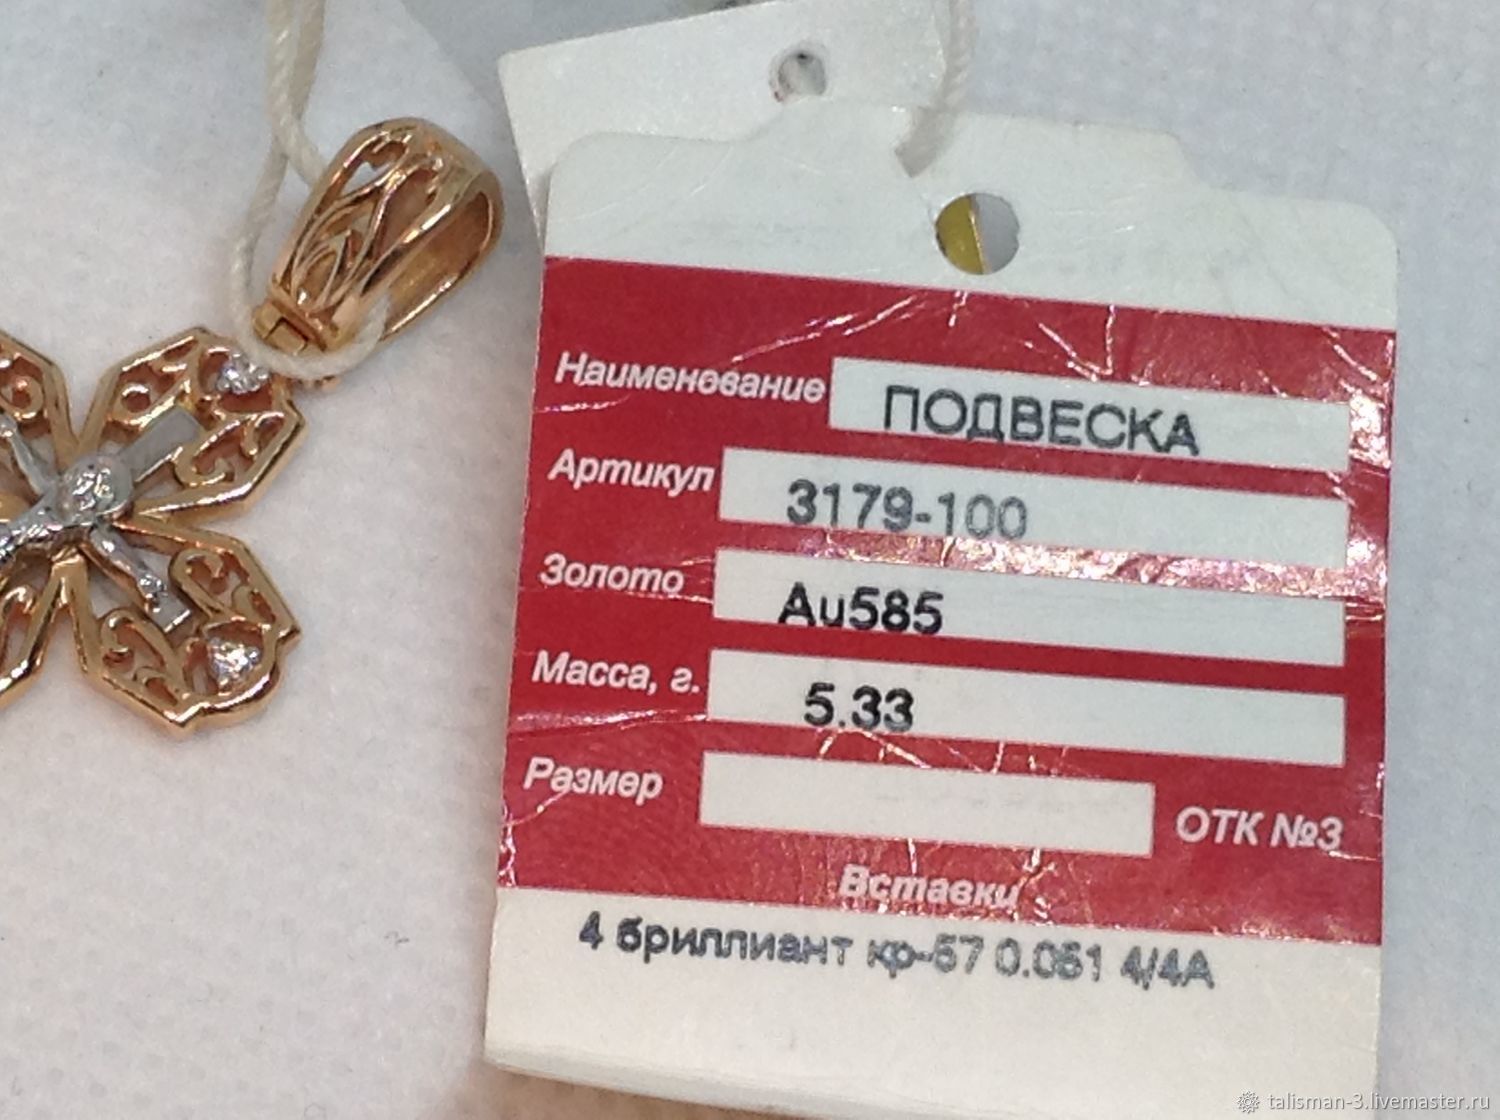 Наименование ПОДВЕСКА
Артикул 3179-100
Золото Au585
Масса, г. 5.33
Размер ОТК №3
Вставки
4 бриллиант кр-57 0.051 4/4А
talisman-3.livemaster.ru